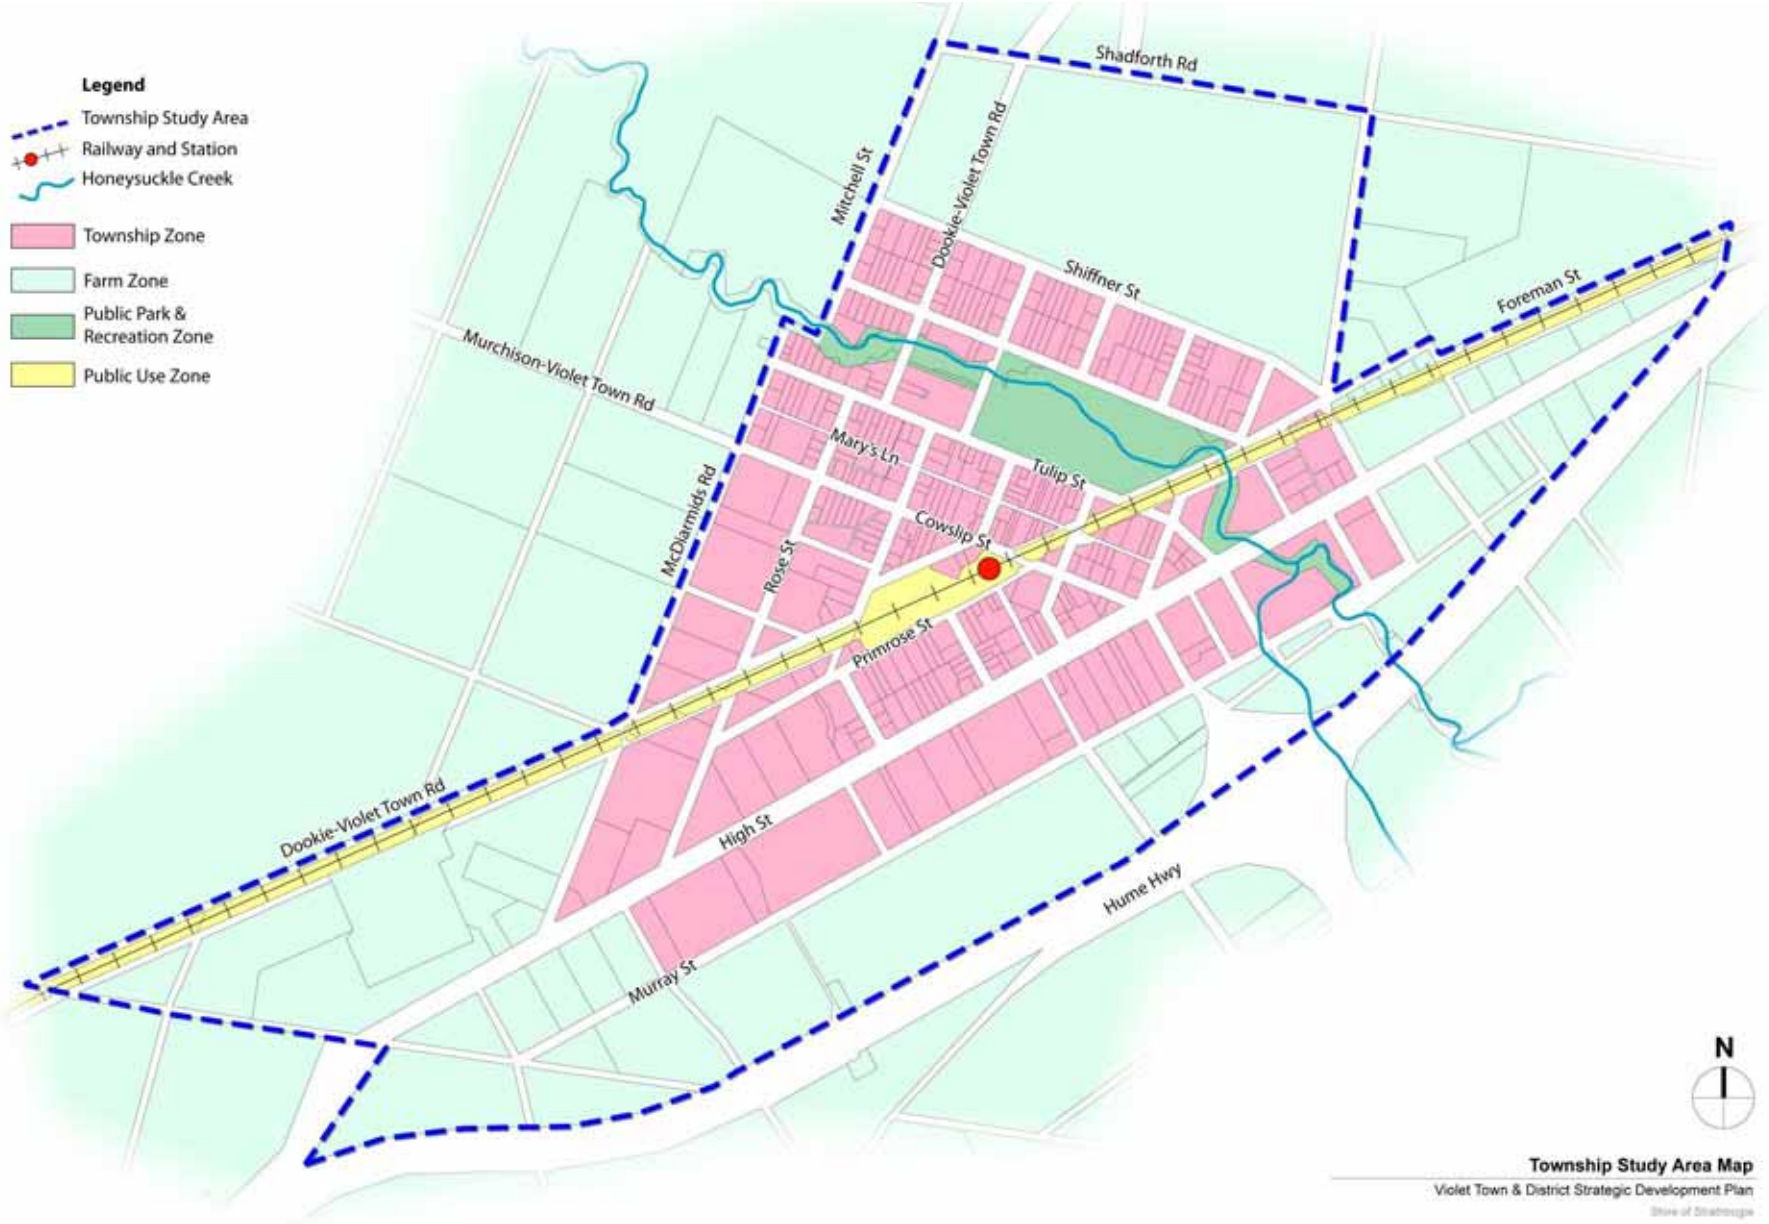 Legend
Township Study Area
Railway and Station
Honeysuckle Creek
Township Zone
Farm Zone
Public Park &
Recreation Zone
Public Use Zone
Shadforth Rd
Mitchell St
Dookie-Violet Town Rd
Shiffner St
Foreman St
Murchison-Violet Town Rd
Mary's Ln
Tulip St
McDiarmids Rd
Cowslip St
Rose St
Primrose St
Dookie-Violet Town Rd
High St
Hume Hwy
Murray St
N
Township Study Area Map
Violet Town & District Strategic Development Plan
Shire of Strathbogie